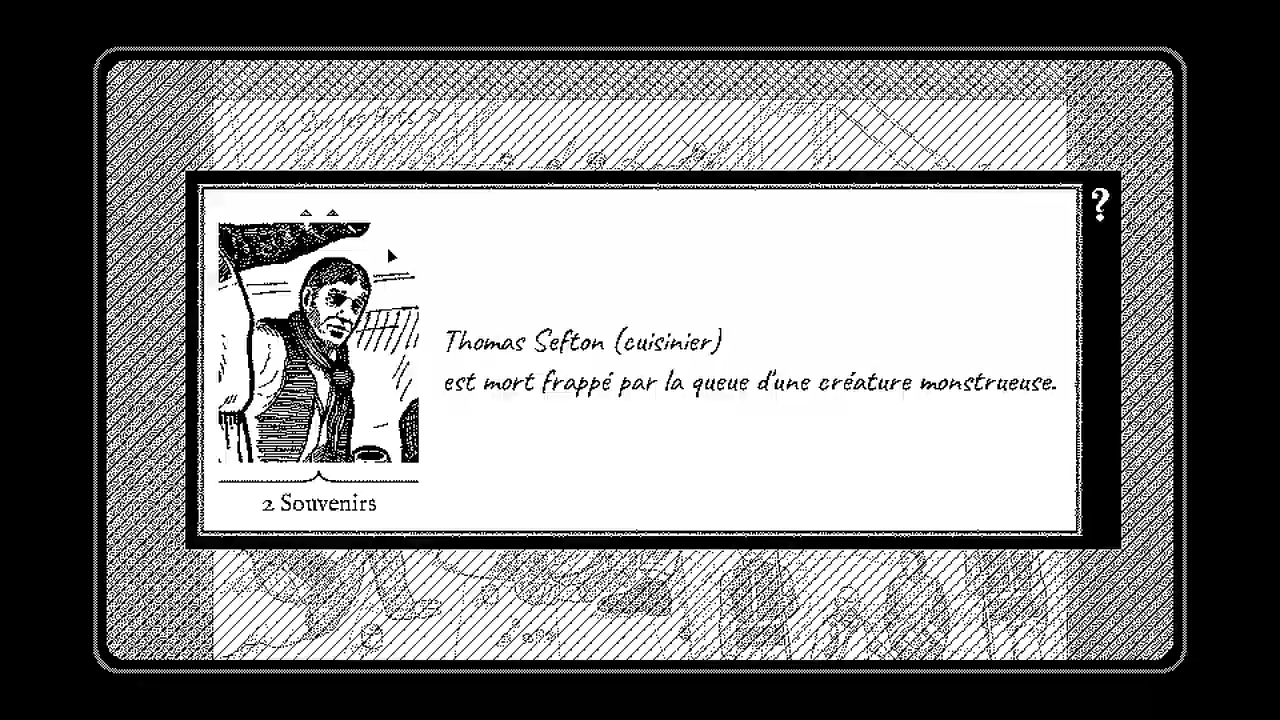 ?
Thomas Sefton (cuisinier)
est mort frappé par la queue d'une créature monstrueuse.
2 Souvenirs